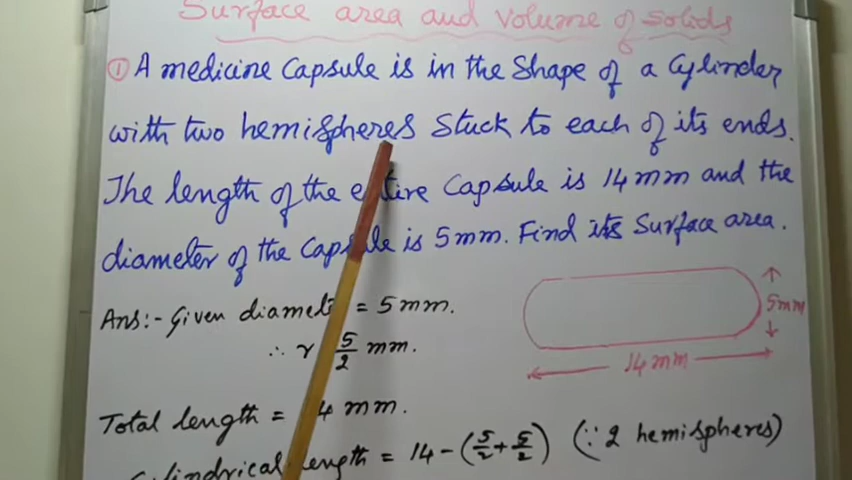 Surface area and volume of solids
① A medicine Capsule is in the Shape of a Cylinder
with two hemispheres Stuck to each of its ends.
The length of the entire Capsule is 14 mm and the
diameter of the Capsule is 5 mm. Find its Surface area.
Ans:- Given diameter = 5 mm.
∴ r 5/2 mm.
5mm
14 mm
Total length = 4 mm.
Cylindrical length = 14 - (5/2 + 5/2) (∵ 2 hemispheres)